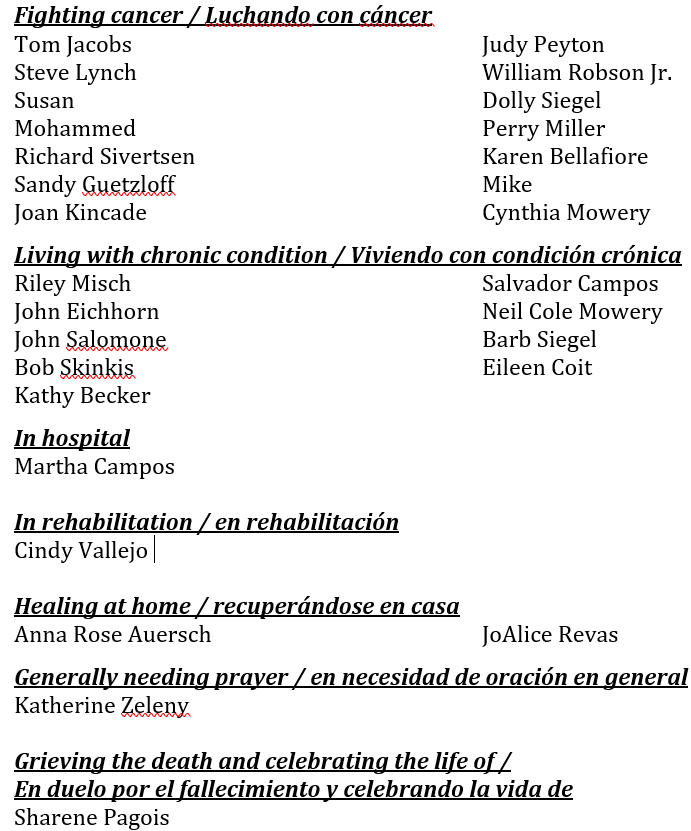 Fighting cancer / Luchando con cáncer
Tom Jacobs Judy Peyton
Steve Lynch William Robson Jr.
Susan Dolly Siegel
Mohammed Perry Miller
Richard Sivertsen Karen Bellafiore
Sandy Guetzloff Mike
Joan Kincade Cynthia Mowery
Living with chronic condition / Viviendo con condición crónica
Riley Misch Salvador Campos
John Eichhorn Neil Cole Mowery
John Salomone Barb Siegel
Bob Skinkis Eileen Coit
Kathy Becker
In hospital
Martha Campos
In rehabilitation / en rehabilitación
Cindy Vallejo
Healing at home / recuperándose en casa
Anna Rose Auersch JoAlice Revas
Generally needing prayer / en necesidad de oración en general
Katherine Zeleny
Grieving the death and celebrating the life of /
En duelo por el fallecimiento y celebrando la vida de
Sharene Pagois